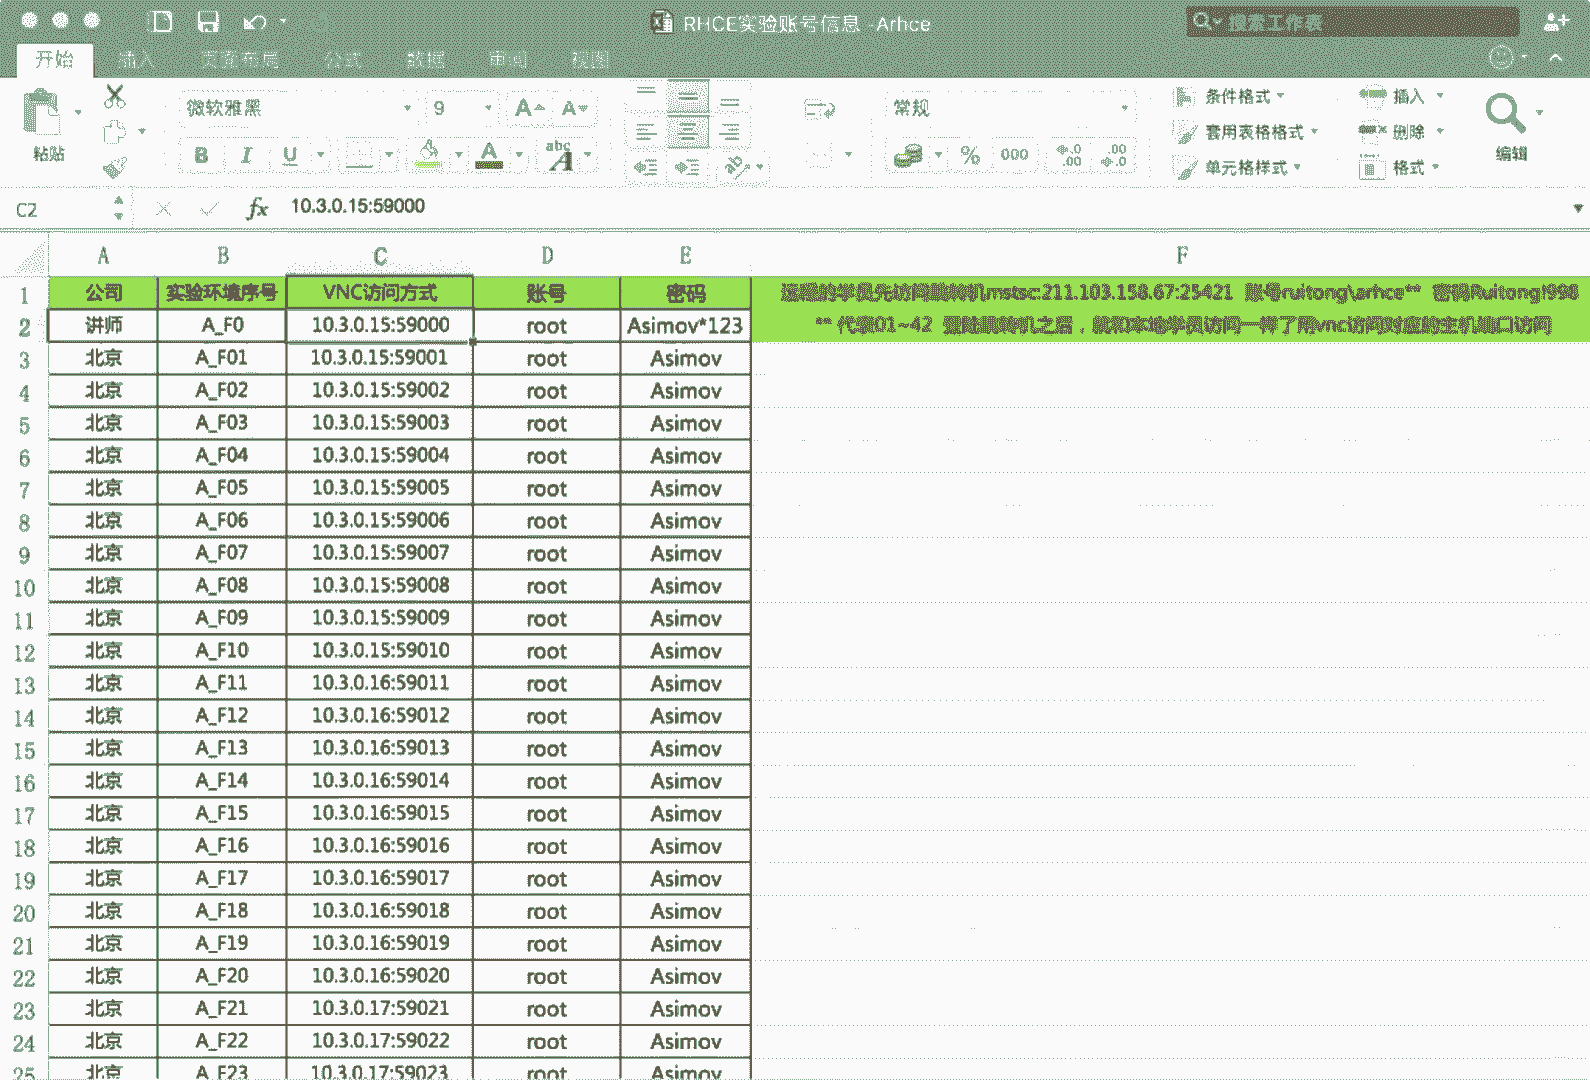 RHCE实验账号信息 -Arhce
搜索工作表
开始 插入 页面布局 公式 数据 审阅 视图
粘贴
微软雅黑 9 A A
B I U A abc A
常规
% 000 .0 .00 .00 .0
条件格式
套用表格格式
单元格样式
插入
删除
格式
编辑
C2 fx 10.3.0.15:59000
A B C D E F
1 公司 实验环境序号 VNC访问方式 账号 密码 远程的学员先访问跳转机mstsc:211.103.158.67:25421 账号ruitong\arhce** 密码Ruitong!998
2 讲师 A_F0 10.3.0.15:59000 root Asimov*123 ** 代表01~42 登陆跳转机之后，就和本地学员访问一样了用vnc访问对应的主机端口访问
3 北京 A_F01 10.3.0.15:59001 root Asimov
4 北京 A_F02 10.3.0.15:59002 root Asimov
5 北京 A_F03 10.3.0.15:59003 root Asimov
6 北京 A_F04 10.3.0.15:59004 root Asimov
7 北京 A_F05 10.3.0.15:59005 root Asimov
8 北京 A_F06 10.3.0.15:59006 root Asimov
9 北京 A_F07 10.3.0.15:59007 root Asimov
10 北京 A_F08 10.3.0.15:59008 root Asimov
11 北京 A_F09 10.3.0.15:59009 root Asimov
12 北京 A_F10 10.3.0.15:59010 root Asimov
13 北京 A_F11 10.3.0.16:59011 root Asimov
14 北京 A_F12 10.3.0.16:59012 root Asimov
15 北京 A_F13 10.3.0.16:59013 root Asimov
16 北京 A_F14 10.3.0.16:59014 root Asimov
17 北京 A_F15 10.3.0.16:59015 root Asimov
18 北京 A_F16 10.3.0.16:59016 root Asimov
19 北京 A_F17 10.3.0.16:59017 root Asimov
20 北京 A_F18 10.3.0.16:59018 root Asimov
21 北京 A_F19 10.3.0.16:59019 root Asimov
22 北京 A_F20 10.3.0.16:59020 root Asimov
23 北京 A_F21 10.3.0.17:59021 root Asimov
24 北京 A_F22 10.3.0.17:59022 root Asimov
25 北京 A_F23 10.3.0.17:59023 root Asimov